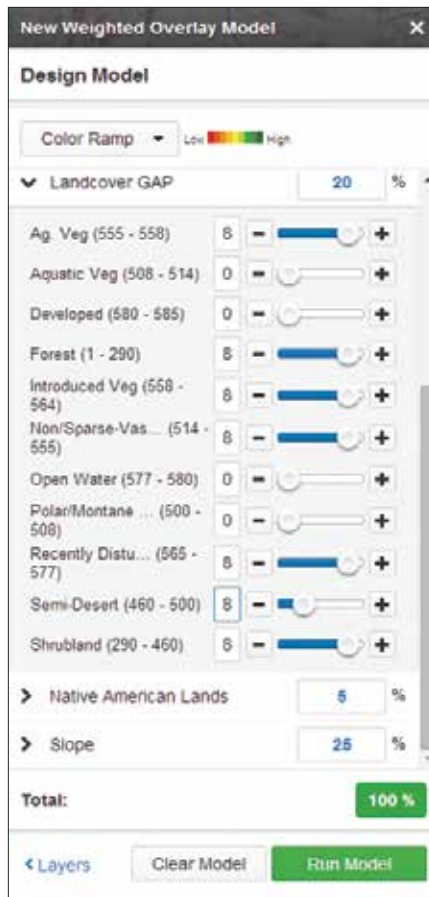 New Weighted Overlay Model ×
Design Model
Color Ramp Low High
Landcover GAP 20 %
Ag. Veg (555 - 558) 8
Aquatic Veg (508 - 514) 0
Developed (580 - 585) 0
Forest (1 - 290) 8
Introduced Veg (558 -
564) 8
Non/Sparse-Vas... (514 -
555) 8
Open Water (577 - 580) 0
Polar/Montane ... (500 -
508) 0
Recently Distu... (565 -
577) 8
Semi-Desert (460 - 500) 8
Shrubland (290 - 460) 8
Native American Lands 5 %
Slope 25 %
Total: 100 %
Layers Clear Model Run Model